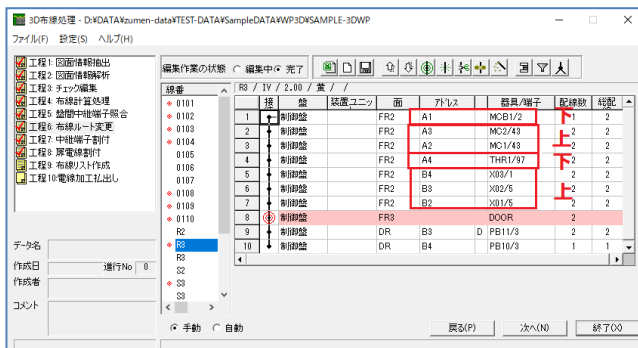 3D布線処理 - D:¥DATA¥zumen-data¥TEST-DATA¥SampleDATA¥WP3D¥SAMPLE-3DWP
ファイル(F) 設定(S) ヘルプ(H)
工程1: 図面情報抽出
工程2: 図面情報解析
工程3: チェック/編集
工程4: 布線計算処理
工程5: 盤間中継端子照合
工程6: 布線ルート変更
工程7: 中継端子割付
工程8: 扉電線割付
工程9: 布線リスト作成
工程10:電線加工払出し
データ名
作成日 進行No 0
作成者
コメント
編集作業の状態 編集中 完了
線番
0101
0102
0103
0104
0105
0106
0107
0108
0109
0110
R2
R3
R3
S2
S3
S3
手動 自動
R3 / IV / 2.00 / 黄 / /
接 盤 装置ユニッ 面 アドレス 器具/端子 配線数 総配
1 制御盤 FR2 A1 MCB1/2 下 1 2
2 制御盤 FR2 A3 MC2/43 2 2
上
3 制御盤 FR2 A2 MC1/43 2 2
4 制御盤 FR2 A4 THR1/97 下 2 2
5 制御盤 FR2 B4 X03/1 2 2
6 制御盤 FR2 B3 X02/5 上 2 2
7 制御盤 FR2 B2 X01/5 2 2
8 制御盤 FR3 DOOR 2
9 制御盤 DR B3 D PB11/3 2 2
10 制御盤 DR B4 PB10/3 1 1
戻る(P) 次へ(N) 終了(X)